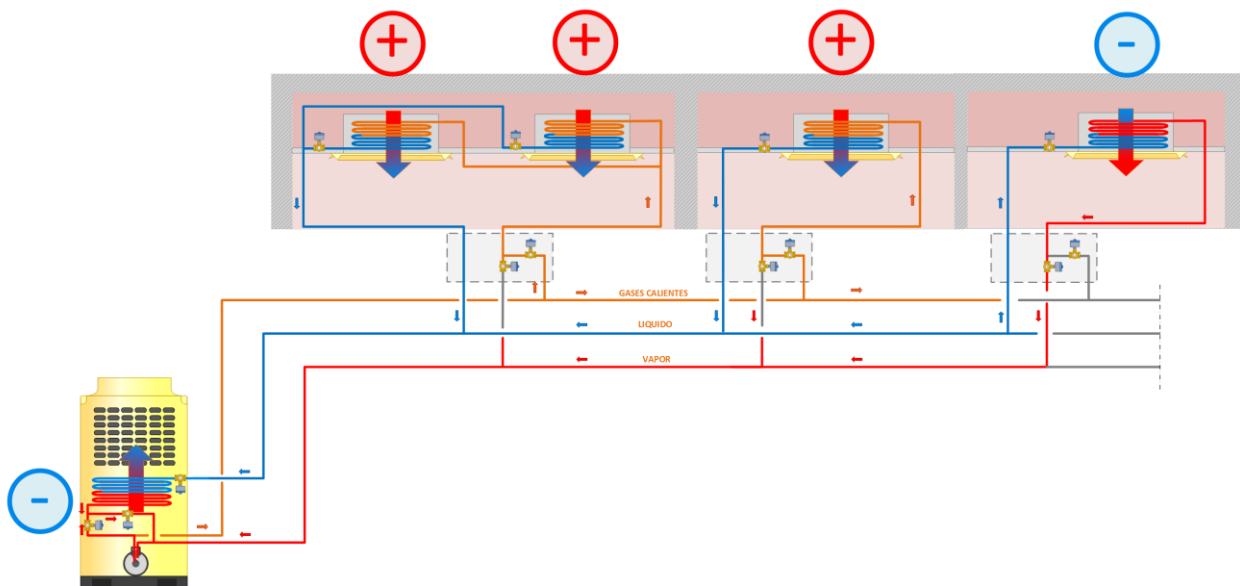 +
+
+
-
GASES CALIENTES
LIQUIDO
VAPOR
-